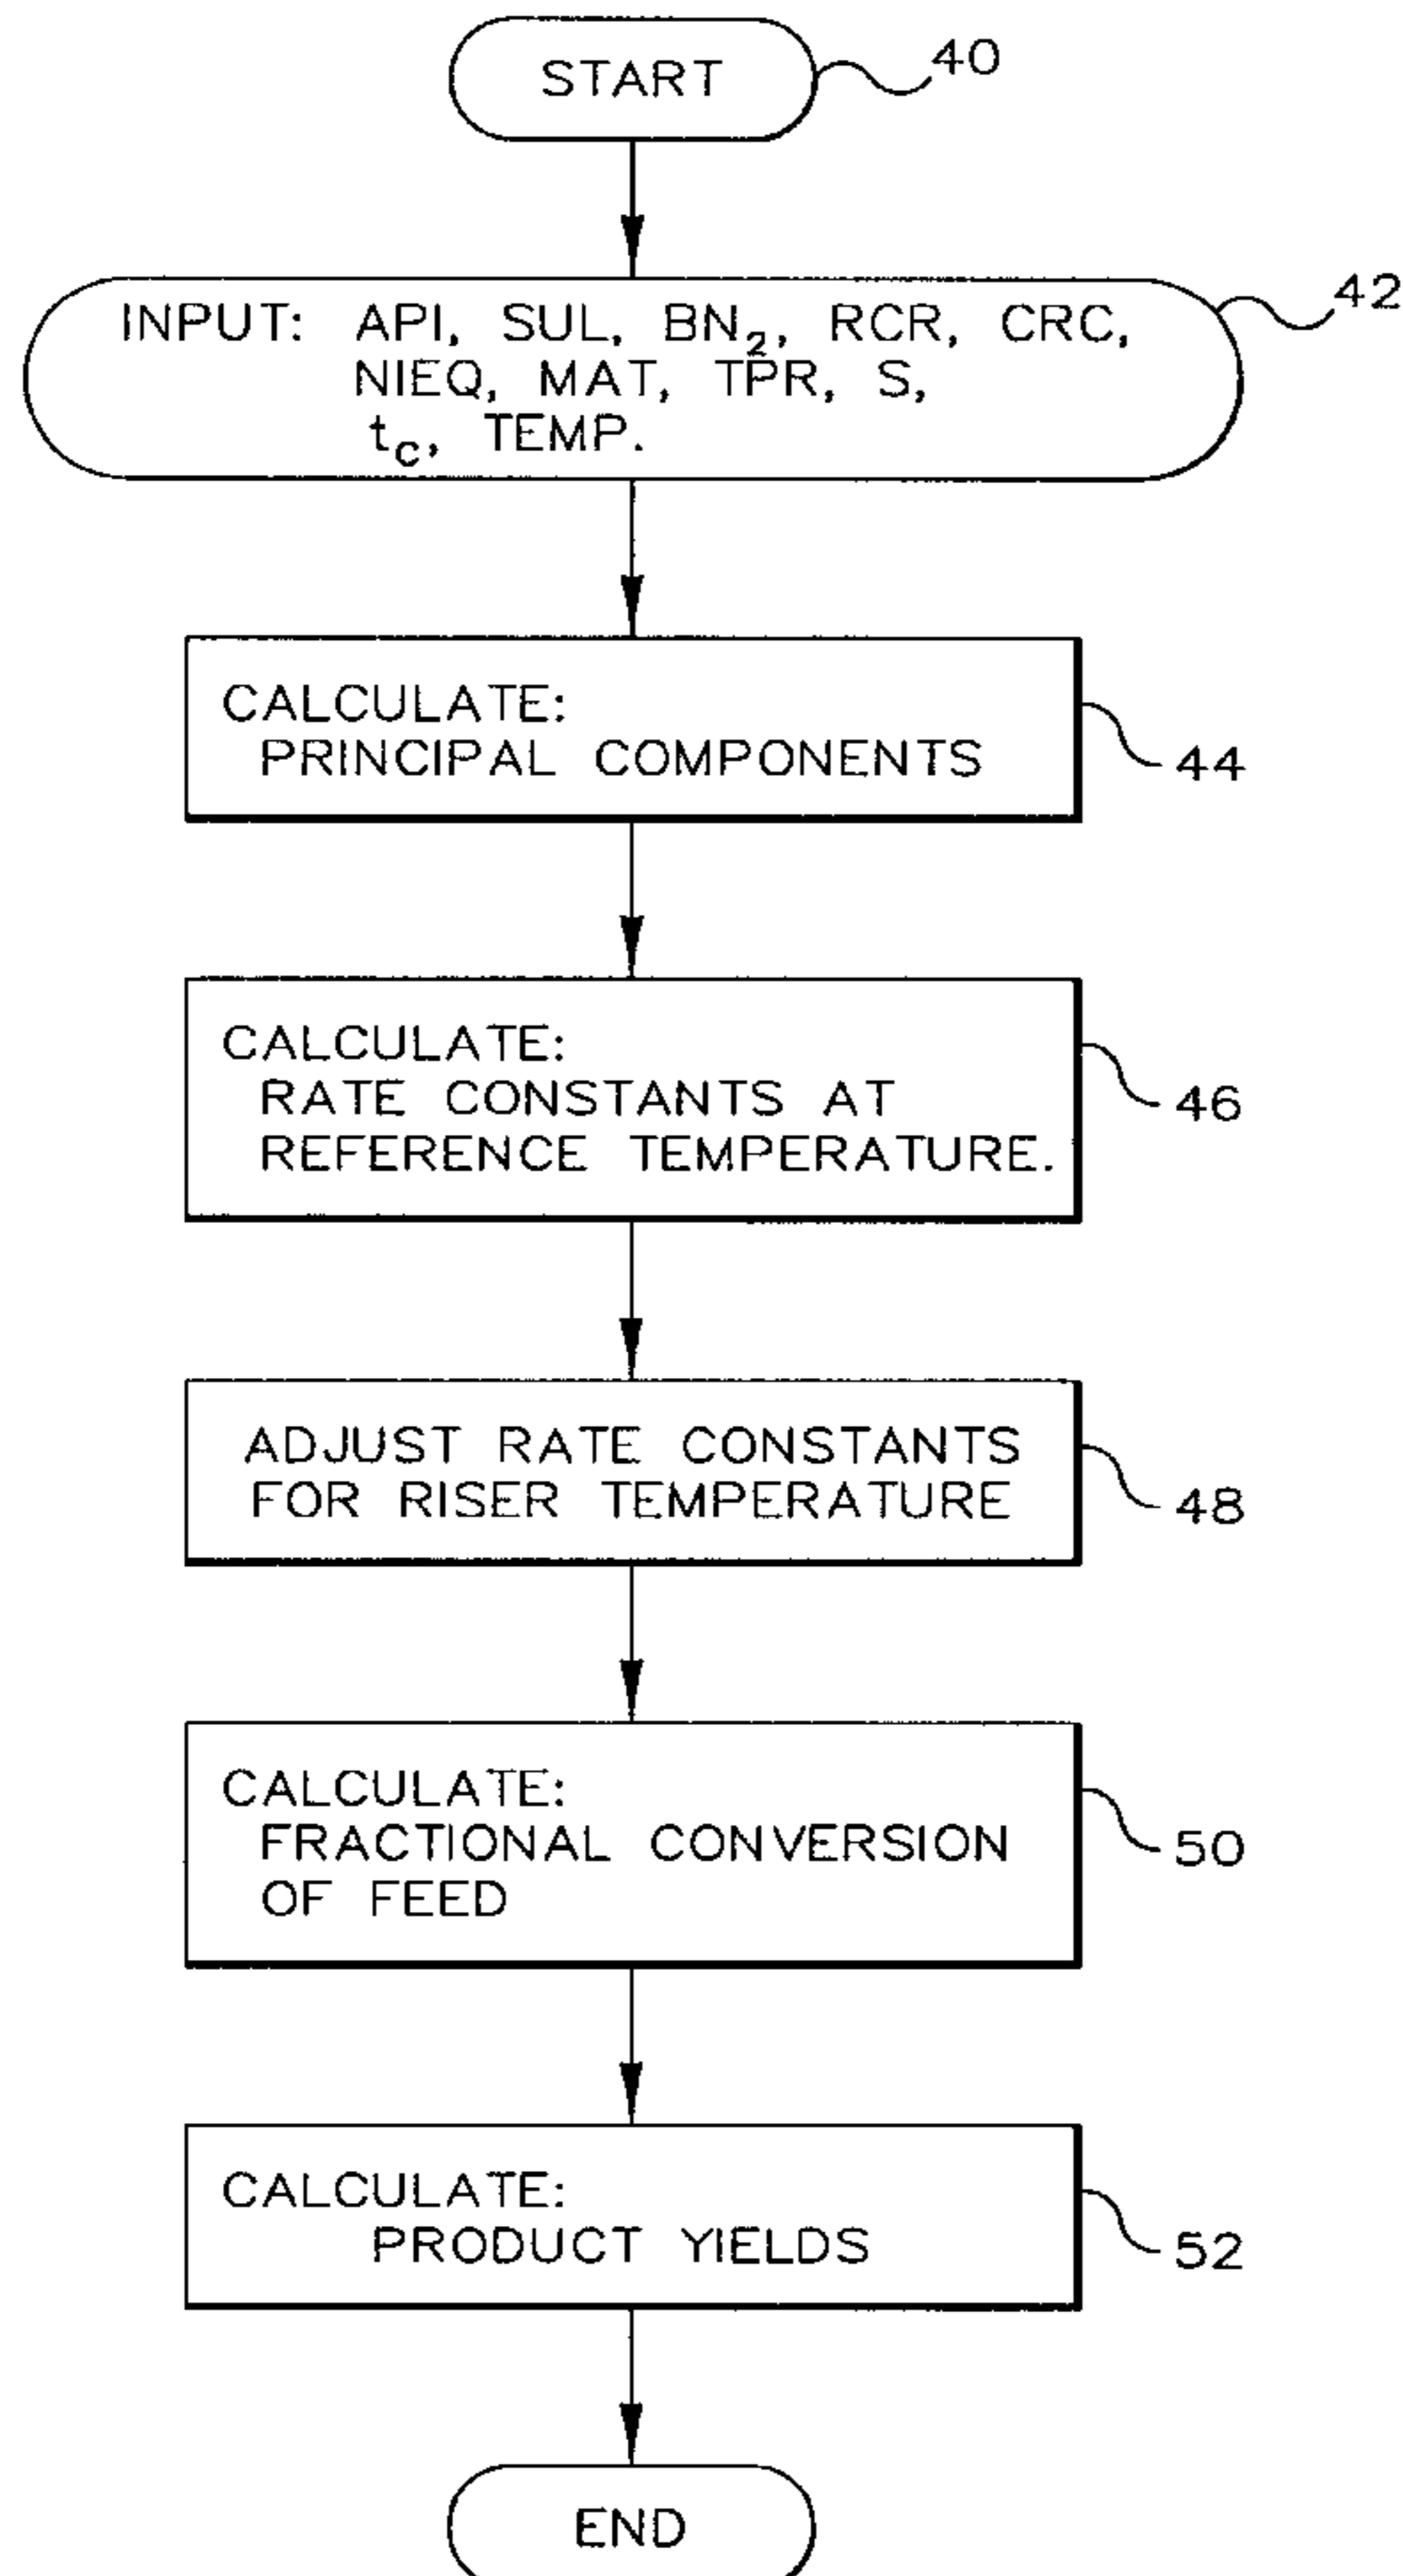 START
40
INPUT: API, SUL, BN₂, RCR, CRC,
NIEQ, MAT, TPR, S,
t_C, TEMP.
42
CALCULATE:
PRINCIPAL COMPONENTS
44
CALCULATE:
RATE CONSTANTS AT
REFERENCE TEMPERATURE.
46
ADJUST RATE CONSTANTS
FOR RISER TEMPERATURE
48
CALCULATE:
FRACTIONAL CONVERSION
OF FEED
50
CALCULATE:
PRODUCT YIELDS
52
END